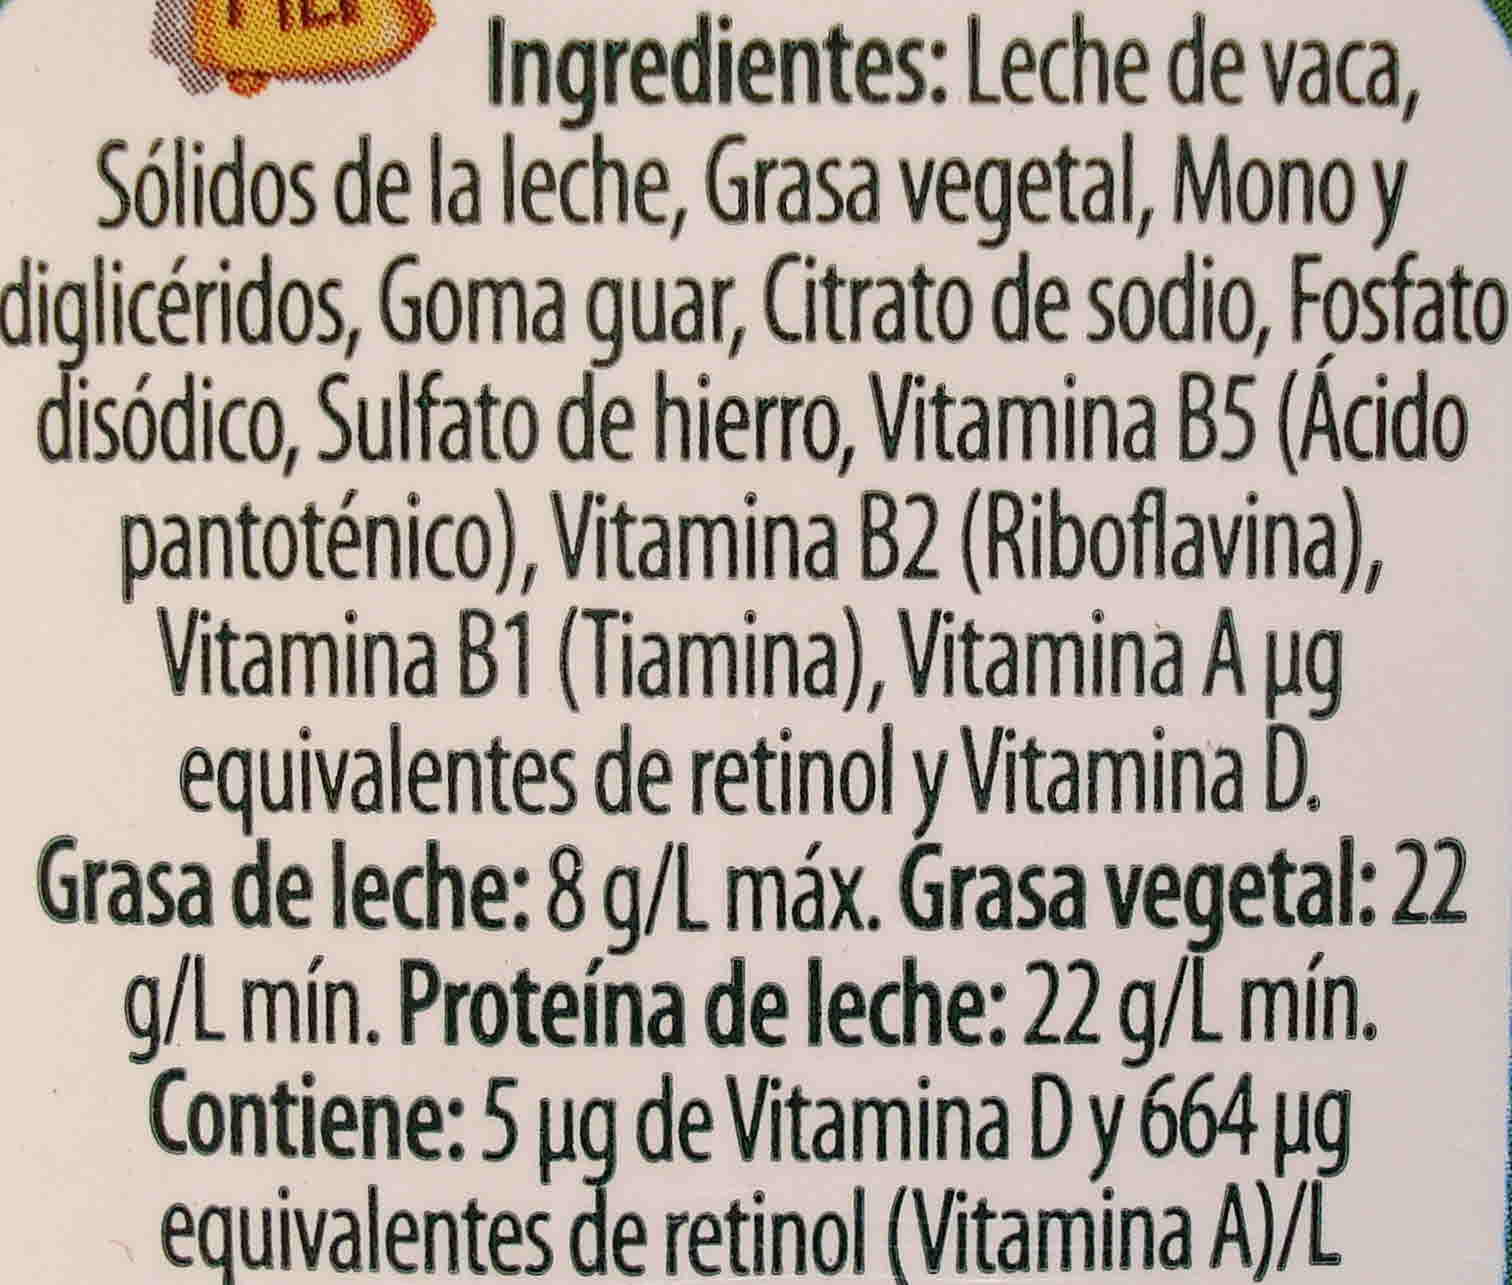 Ingredientes: Leche de vaca,
Sólidos de la leche, Grasa vegetal, Mono y
diglicéridos, Goma guar, Citrato de sodio, Fosfato
disódico, Sulfato de hierro, Vitamina B5 (Ácido
pantoténico), Vitamina B2 (Riboflavina),
Vitamina B1 (Tiamina), Vitamina A µg
equivalentes de retinol y Vitamina D.
Grasa de leche: 8 g/L máx. Grasa vegetal: 22
g/L mín. Proteína de leche: 22 g/L mín.
Contiene: 5 µg de Vitamina D y 664 µg
equivalentes de retinol (Vitamina A)/L